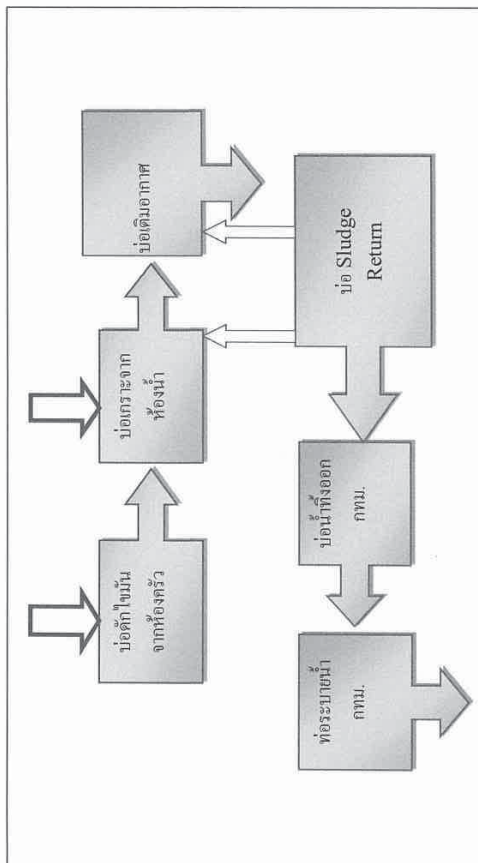 บ่อดักไขมัน
จากห้องครัว
บ่อเกรอะจาก
ห้องน้ำ
บ่อเติมอากาศ
บ่อ Sludge
Return
บ่อน้ำทิ้งออก
กทม.
ท่อระบายน้ำ
กทม.